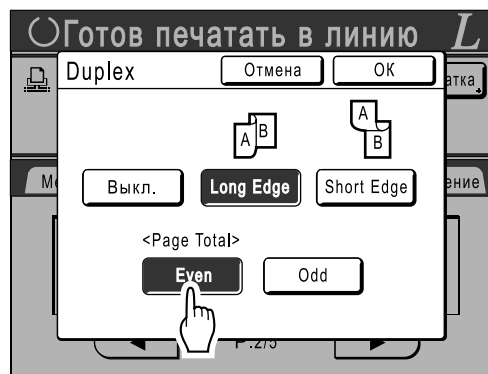 Готов печатать в линию L
Duplex Отмена ОК
атка
A B A B
Ме ение
Выкл. Long Edge Short Edge
<Page Total>
Even Odd
P.2/5